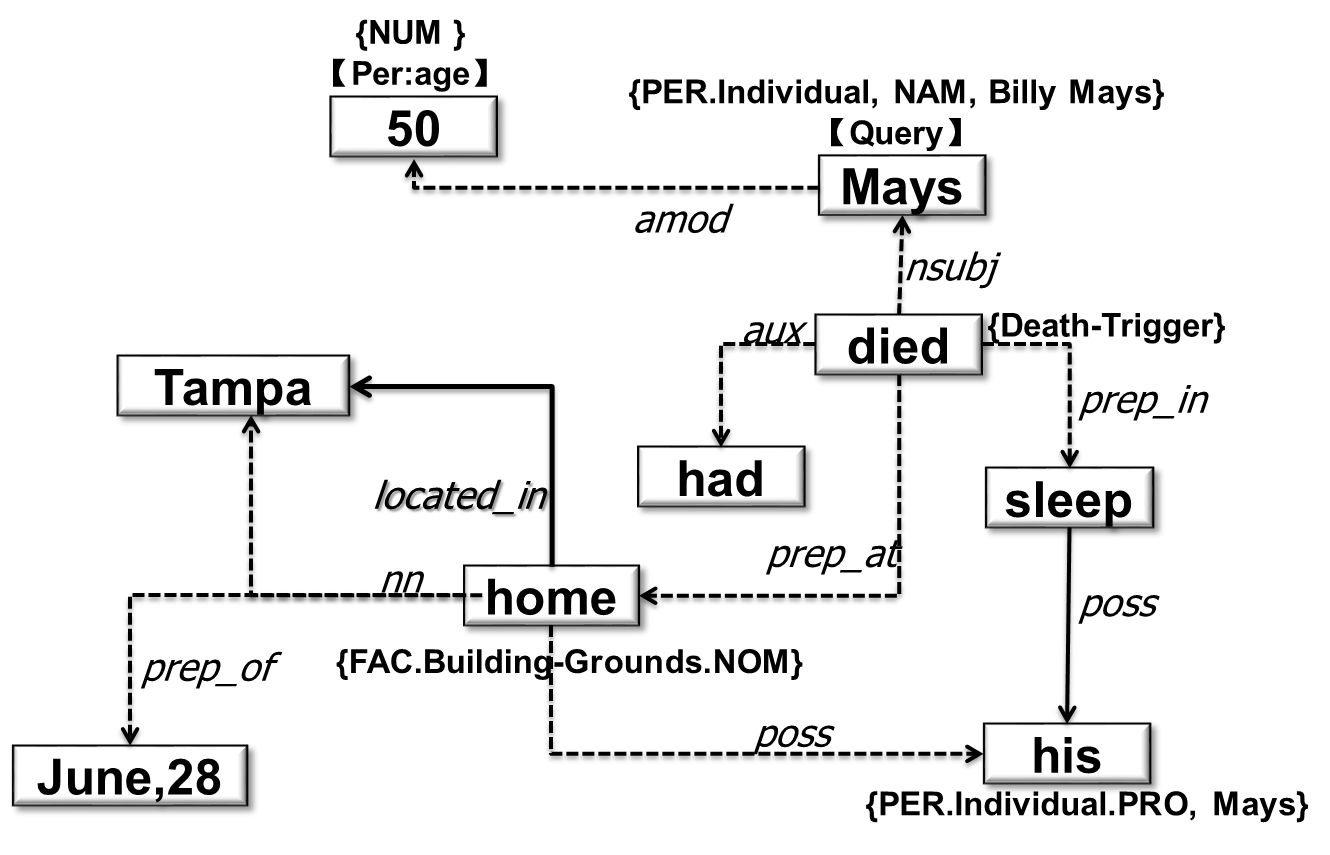 {NUM }
【Per:age】
50
{PER.Individual, NAM, Billy Mays}
【Query】
Mays
amod
nsubj
aux
died
{Death-Trigger}
Tampa
prep_in
had
located_in
sleep
prep_at
nn
home
poss
{FAC.Building-Grounds.NOM}
prep_of
poss
his
June,28
{PER.Individual.PRO, Mays}